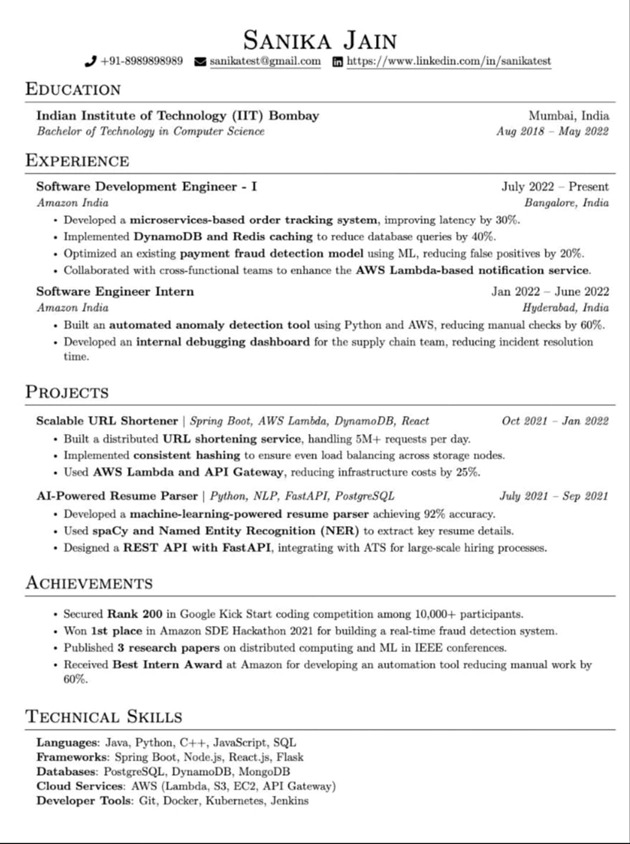 Sanika Jain
+91-8989898989 sanikatest@gmail.com https://www.linkedin.com/in/sanikatest
Education
Indian Institute of Technology (IIT) Bombay Mumbai, India
Bachelor of Technology in Computer Science Aug 2018 – May 2022
Experience
Software Development Engineer - I July 2022 – Present
Amazon India Bangalore, India
• Developed a microservices-based order tracking system, improving latency by 30%.
• Implemented DynamoDB and Redis caching to reduce database queries by 40%.
• Optimized an existing payment fraud detection model using ML, reducing false positives by 20%.
• Collaborated with cross-functional teams to enhance the AWS Lambda-based notification service.
Software Engineer Intern Jan 2022 – June 2022
Amazon India Hyderabad, India
• Built an automated anomaly detection tool using Python and AWS, reducing manual checks by 60%.
• Developed an internal debugging dashboard for the supply chain team, reducing incident resolution
time.
Projects
Scalable URL Shortener | Spring Boot, AWS Lambda, DynamoDB, React Oct 2021 – Jan 2022
• Built a distributed URL shortening service, handling 5M+ requests per day.
• Implemented consistent hashing to ensure even load balancing across storage nodes.
• Used AWS Lambda and API Gateway, reducing infrastructure costs by 25%.
AI-Powered Resume Parser | Python, NLP, FastAPI, PostgreSQL July 2021 – Sep 2021
• Developed a machine-learning-powered resume parser achieving 92% accuracy.
• Used spaCy and Named Entity Recognition (NER) to extract key resume details.
• Designed a REST API with FastAPI, integrating with ATS for large-scale hiring processes.
Achievements
• Secured Rank 200 in Google Kick Start coding competition among 10,000+ participants.
• Won 1st place in Amazon SDE Hackathon 2021 for building a real-time fraud detection system.
• Published 3 research papers on distributed computing and ML in IEEE conferences.
• Received Best Intern Award at Amazon for developing an automation tool reducing manual work by
60%.
Technical Skills
Languages: Java, Python, C++, JavaScript, SQL
Frameworks: Spring Boot, Node.js, React.js, Flask
Databases: PostgreSQL, DynamoDB, MongoDB
Cloud Services: AWS (Lambda, S3, EC2, API Gateway)
Developer Tools: Git, Docker, Kubernetes, Jenkins